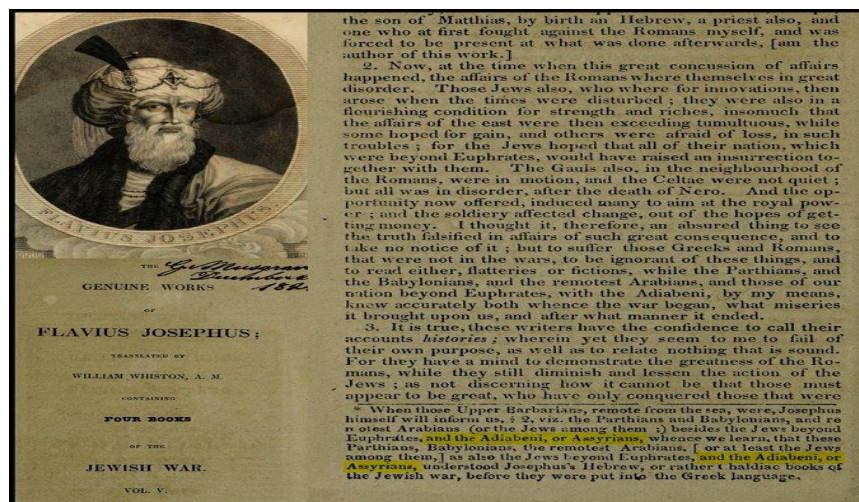 FLAVIUS JOSEPHUS.
THE
GENUINE WORKS
OF
FLAVIUS JOSEPHUS;
TRANSLATED BY
WILLIAM WHISTON, A. M.
CONTAINING
FOUR BOOKS
OF THE
JEWISH WAR.
VOL. V.
the son of Matthias, by birth an Hebrew, a priest also, and
one who at first fought against the Romans myself, and was
forced to be present at what was done afterwards, [am the
author of this work.]
2. Now, at the time when this great concussion of affairs
happened, the affairs of the Romans where themselves in great
disorder. Those Jews also, who where for innovations, then
arose when the times were disturbed; they were also in a
flourishing condition for strength and riches, insomuch that
the affairs of the east were then exceeding tumultuous, while
some hoped for gain, and others were afraid of loss, in such
troubles; for the Jews hoped that all of their nation, which
were beyond Euphrates, would have raised an insurrection to-
gether with them. The Gauls also, in the neighbourhood of
the Romans, were in motion, and the Celtae were not quiet;
but all was in disorder, after the death of Nero. And the op-
portunity now offered, induced many to aim at the royal pow-
er; and the soldiery affected change, out of the hopes of get-
ting money. I thought it, therefore, an absured thing to see
the truth falsified in affairs of such great consequence, and to
take no notice of it; but to suffer those Greeks and Romans,
that were not in the wars, to be ignorant of these things, and
to read either, flatteries or fictions, while the Parthians, and
the Babylonians, and the remotest Arabians, and those of our
nation beyond Euphrates, with the Adiabeni, by my means,
knew accurately both whence the war began, what miseries
it brought upon us, and after what manner it ended.
3. It is true, these writers have the confidence to call their
accounts histories; wherein yet they seem to me to fail of
their own purpose, as well as to relate nothing that is sound.
For they have a mind to demonstrate the greatness of the Ro-
mans, while they still diminish and lessen the action of the
Jews; as not discerning how it cannot be that those must
appear to be great, who have only conquered those that were
* When those Upper Barbarians, remote from the sea, were, Josephus
himself will inform us, § 2, viz. the Parthians and Babylonians, and re
motest Arabians (or the Jews among them ;) besides the Jews beyond
Euphrates, and the Adiabeni, or Assyrians, whence we learn, that these
Parthians, Babylonians, the remotest Arabians, [ or at least the Jews
among them,] as also the Jews beyond Euphrates, and the Adiabeni, or
Assyrians, understood Josephus's Hebrew, or rather Chaldiac books of
the Jewish war, before they were put into the Greek language.